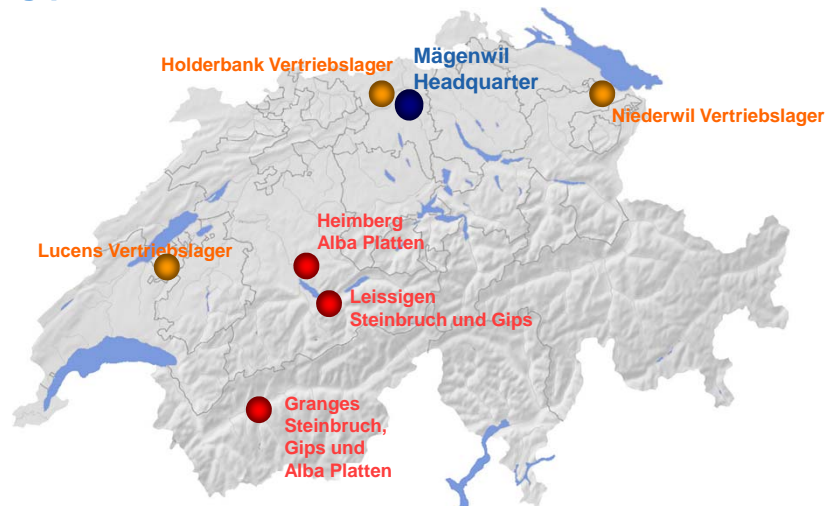 Holderbank Vertriebslager
Mägenwil
Headquarter
Niederwil Vertriebslager
Heimberg
Alba Platten
Lucens Vertriebslager
Leissigen
Steinbruch und Gips
Granges
Steinbruch,
Gips und
Alba Platten